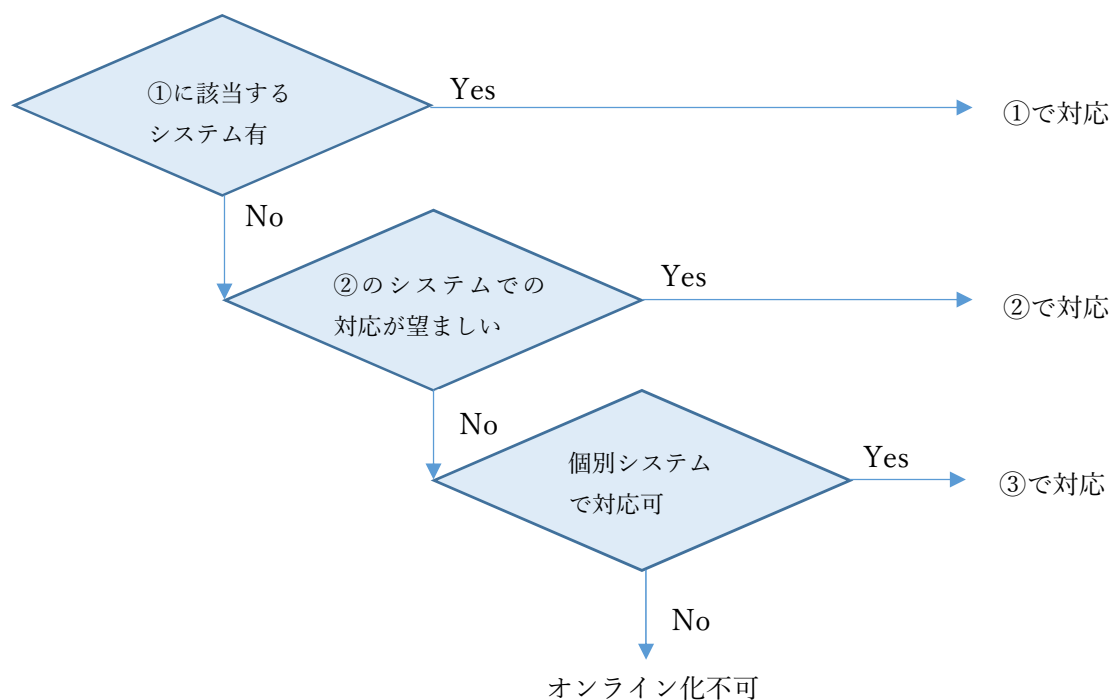 ①に該当する
システム有
Yes
①で対応
No
②のシステムでの
対応が望ましい
Yes
②で対応
No
個別システム
で対応可
Yes
③で対応
No
オンライン化不可